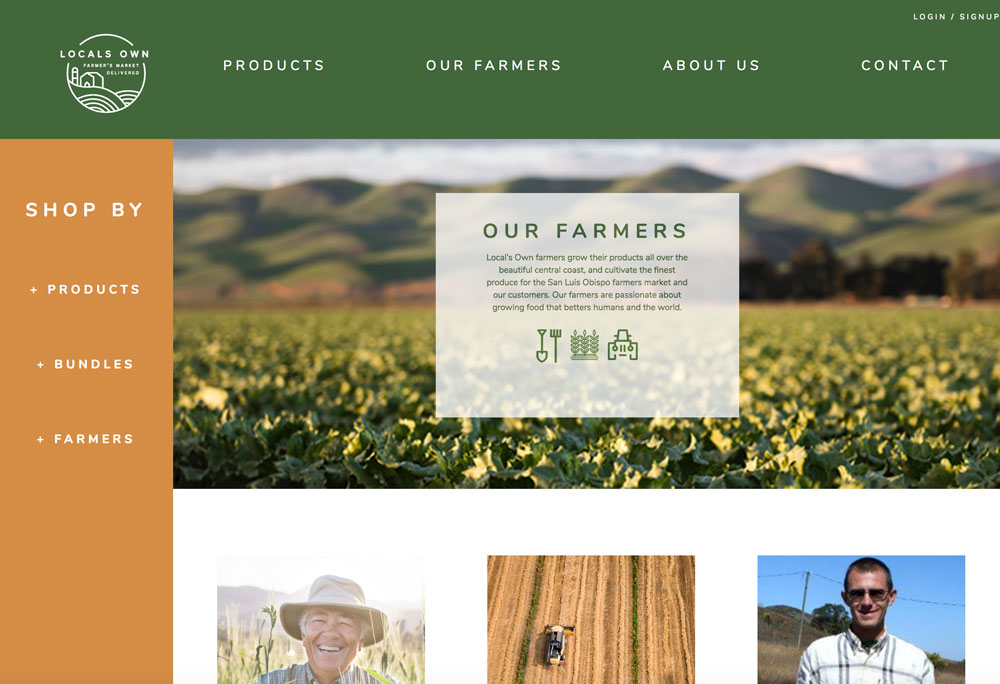 LOGIN / SIGNUP
LOCALS OWN
FARMER'S MARKET
DELIVERED
PRODUCTS
OUR FARMERS
ABOUT US
CONTACT
SHOP BY
+ PRODUCTS
+ BUNDLES
+ FARMERS
OUR FARMERS
Local's Own farmers grow their products all over the
beautiful central coast, and cultivate the finest
produce for the San Luis Obispo farmers market and
our customers. Our farmers are passionate about
growing food that betters humans and the world.